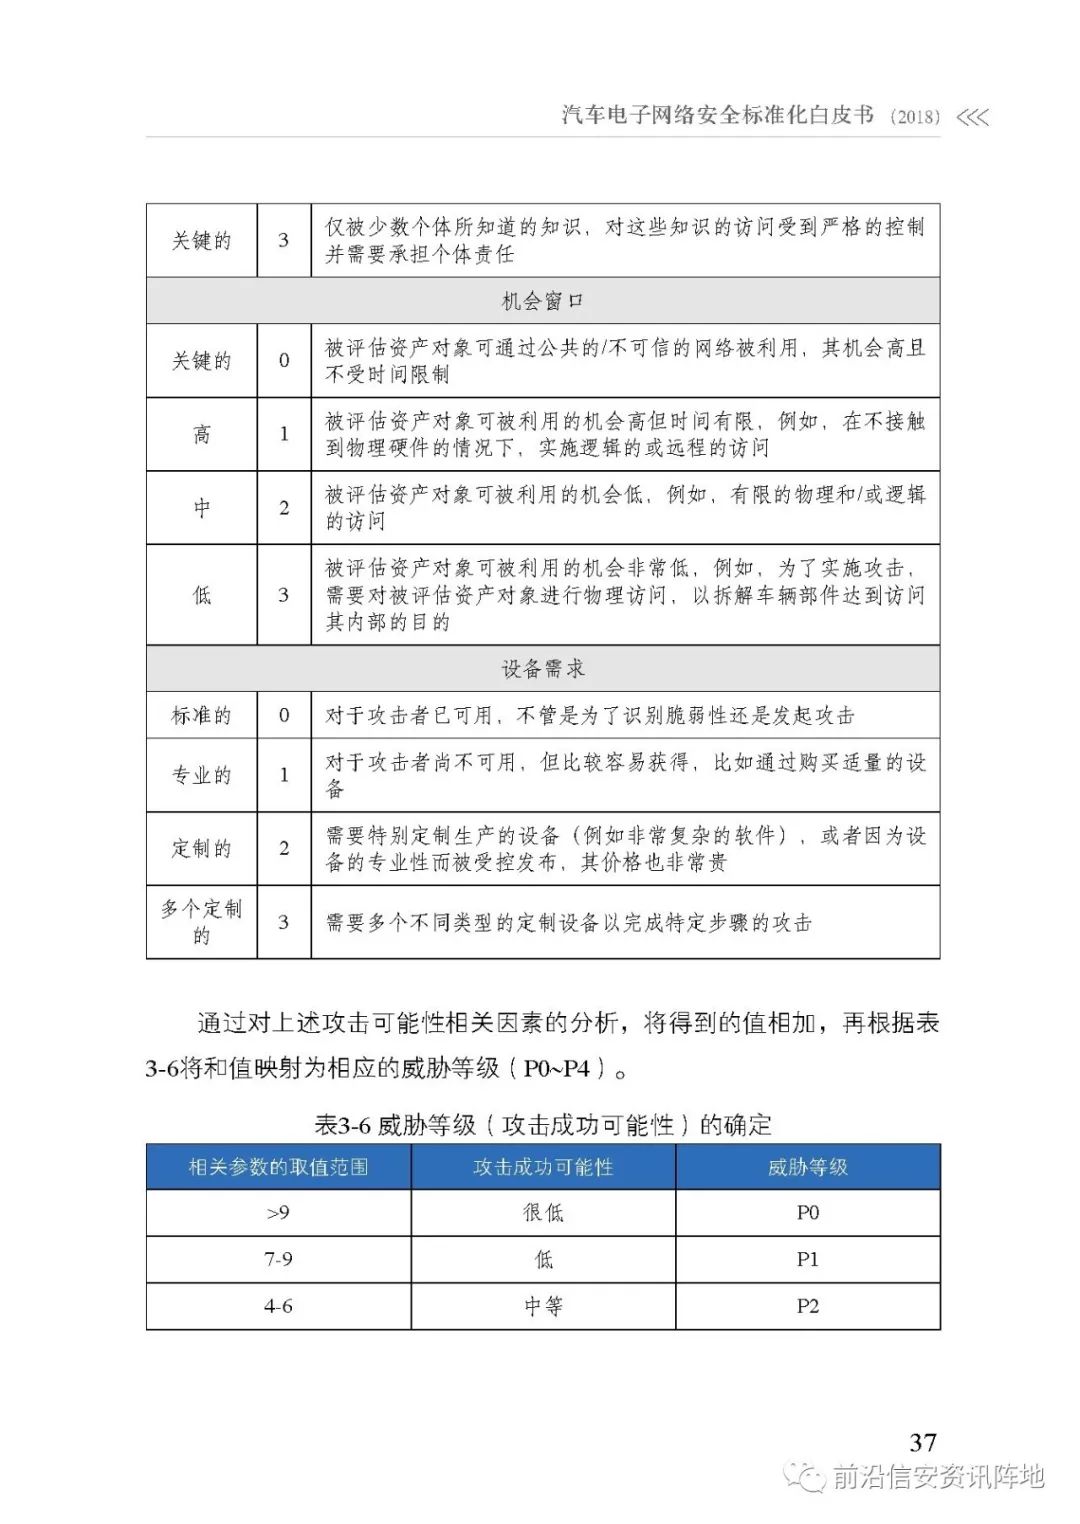 汽车电子网络安全标准化白皮书（2018）
关键的 3 仅被少数个体所知道的知识，对这些知识的访问受到严格的控制
并需要承担个体责任
机会窗口
关键的 0 被评估资产对象可通过公共的/不可信的网络被利用，其机会高且
不受时间限制
高 1 被评估资产对象可被利用的机会高但时间有限，例如，在不接触
到物理硬件的情况下，实施逻辑的或远程的访问
中 2 被评估资产对象可被利用的机会低，例如，有限的物理和/或逻辑
的访问
低 3 被评估资产对象可被利用的机会非常低，例如，为了实施攻击，
需要对被评估资产对象进行物理访问，以拆解车辆部件达到访问
其内部的目的
设备需求
标准的 0 对于攻击者已可用，不管是为了识别脆弱性还是发起攻击
专业的 1 对于攻击者尚不可用，但比较容易获得，比如通过购买适量的设
备
定制的 2 需要特别定制生产的设备（例如非常复杂的软件），或者因为设
备的专业性而被受控发布，其价格也非常贵
多个定制
的 3 需要多个不同类型的定制设备以完成特定步骤的攻击
通过对上述攻击可能性相关因素的分析，将得到的值相加，再根据表
3-6将和值映射为相应的威胁等级（P0~P4）。
表3-6 威胁等级（攻击成功可能性）的确定
相关参数的取值范围 攻击成功可能性 威胁等级
>9 很低 P0
7-9 低 P1
4-6 中等 P2
37
前沿信安资讯阵地